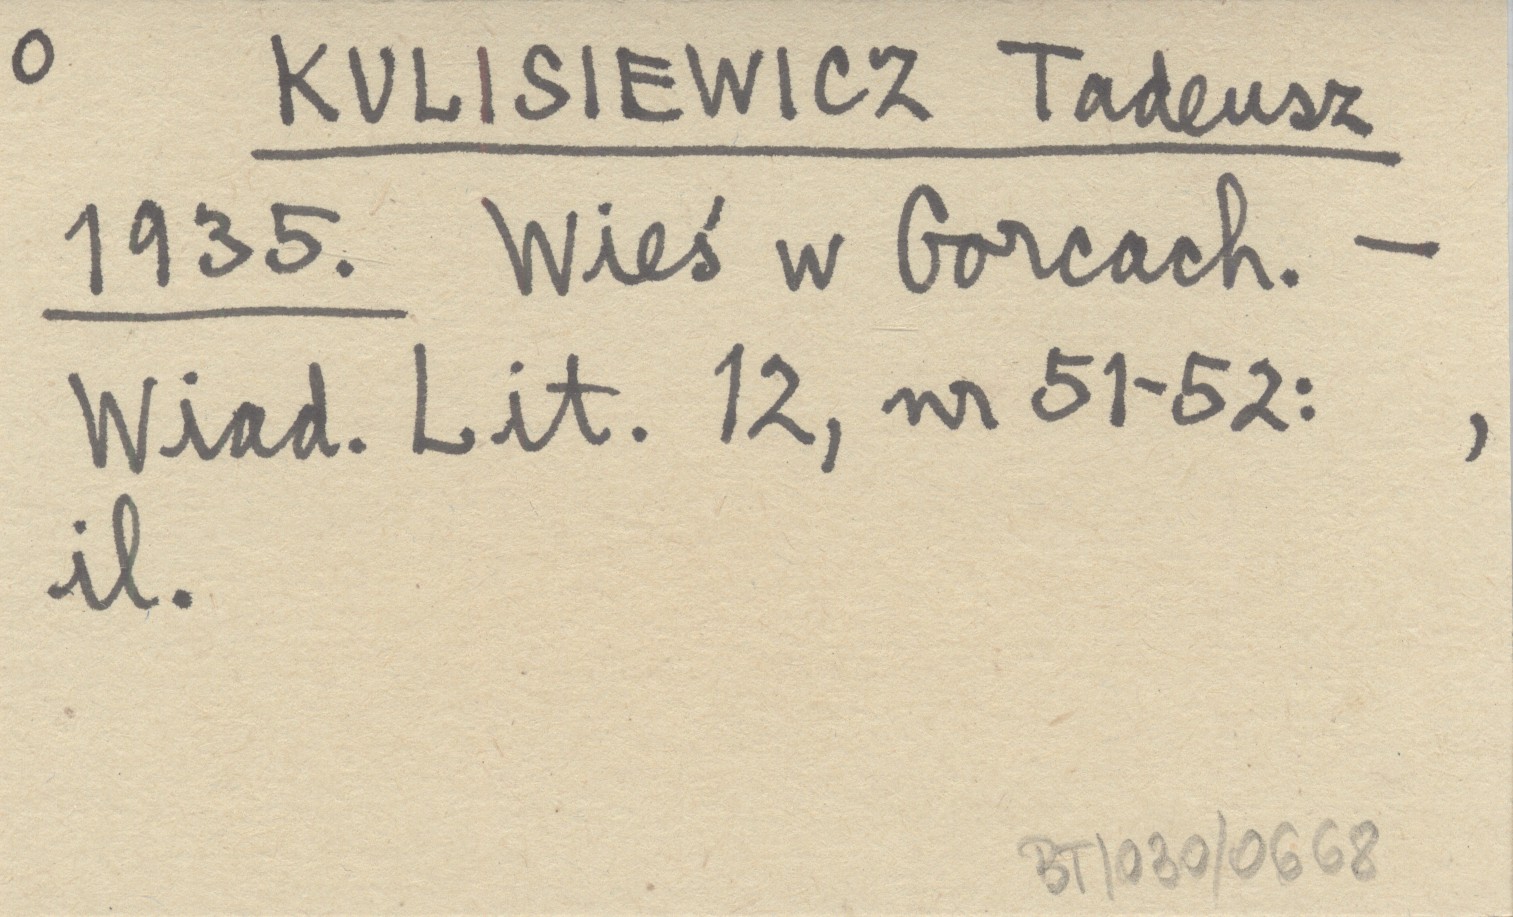 O KULISIEWICZ Tadeusz
1935. Wieś w Gorcach. —
Wiad. Lit. 12, nr 51-52: ,
il.
BT/030/0668